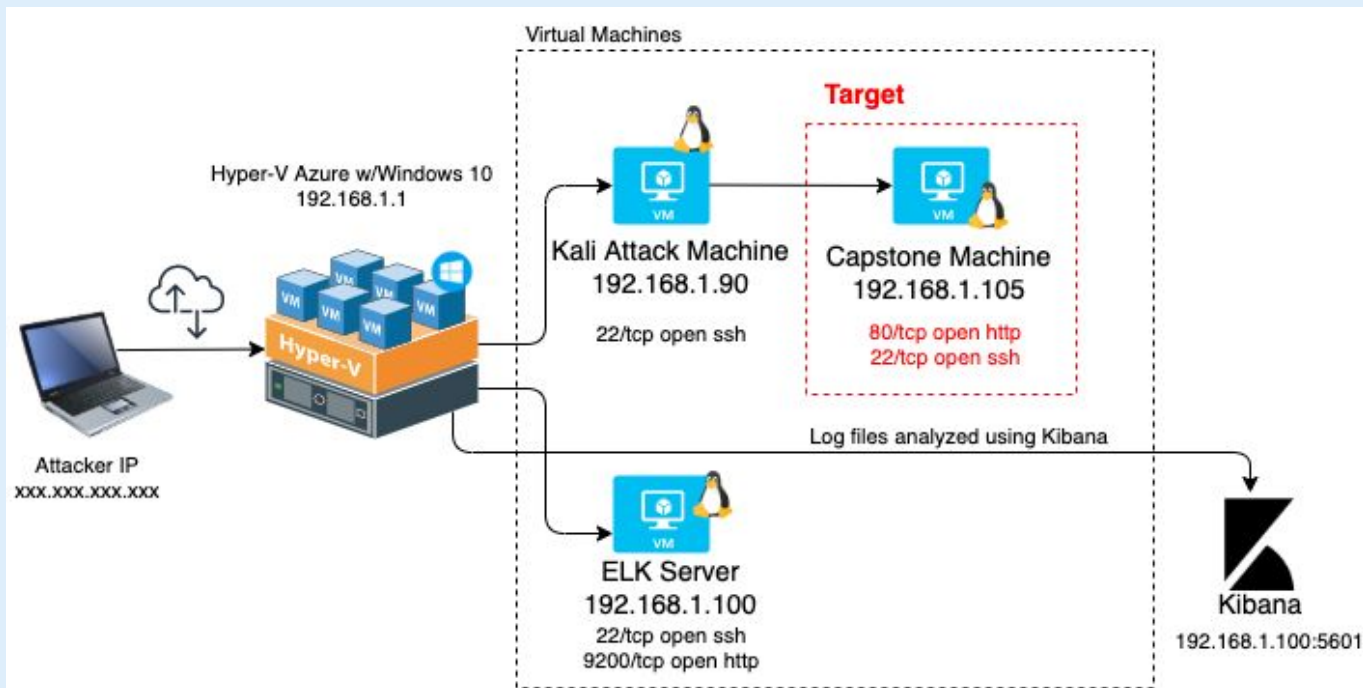 Virtual Machines
Target
Hyper-V Azure w/Windows 10
192.168.1.1
VM
VM
VM
VM
VM
VM
Hyper-V
Attacker IP
xxx.xxx.xxx.xxx
VM
Kali Attack Machine
192.168.1.90
22/tcp open ssh
VM
Capstone Machine
192.168.1.105
80/tcp open http
22/tcp open ssh
Log files analyzed using Kibana
VM
ELK Server
192.168.1.100
22/tcp open ssh
9200/tcp open http
Kibana
192.168.1.100:5601